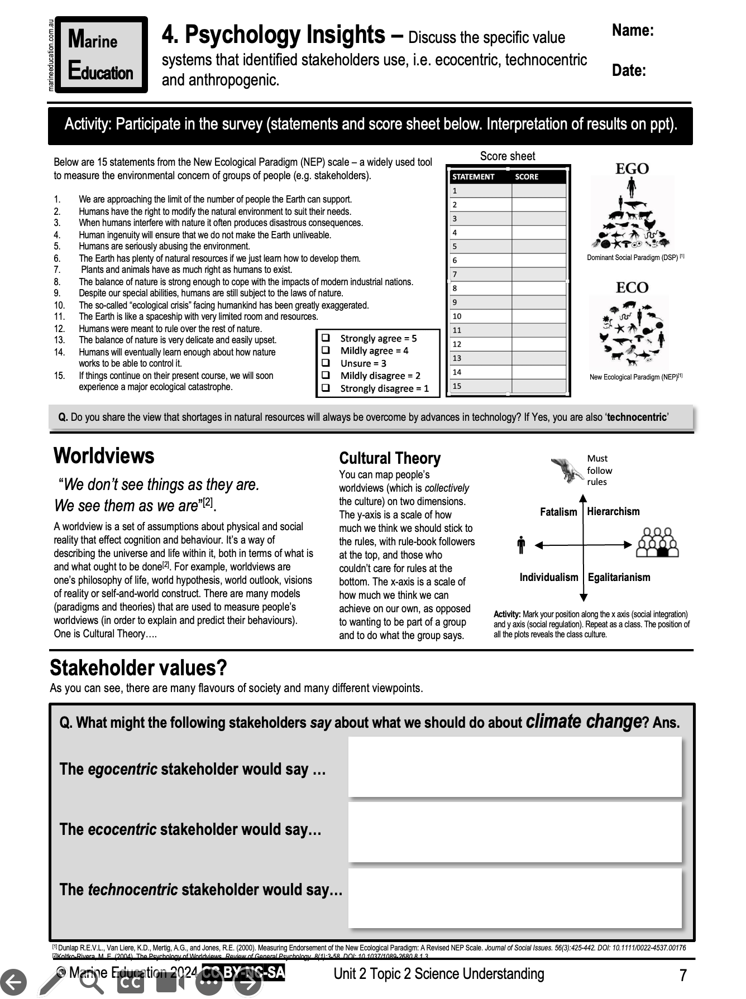 marineeducation.com.au
Marine
Education
4. Psychology Insights – Discuss the specific value
systems that identified stakeholders use, i.e. ecocentric, technocentric
and anthropogenic.
Name:
Date:
Activity: Participate in the survey (statements and score sheet below. Interpretation of results on ppt).
Below are 15 statements from the New Ecological Paradigm (NEP) scale – a widely used tool
to measure the environmental concern of groups of people (e.g. stakeholders).
1. We are approaching the limit of the number of people the Earth can support.
2. Humans have the right to modify the natural environment to suit their needs.
3. When humans interfere with nature it often produces disastrous consequences.
4. Human ingenuity will ensure that we do not make the Earth unliveable.
5. Humans are seriously abusing the environment.
6. The Earth has plenty of natural resources if we just learn how to develop them.
7. Plants and animals have as much right as humans to exist.
8. The balance of nature is strong enough to cope with the impacts of modern industrial nations.
9. Despite our special abilities, humans are still subject to the laws of nature.
10. The so-called “ecological crisis” facing humankind has been greatly exaggerated.
11. The Earth is like a spaceship with very limited room and resources.
12. Humans were meant to rule over the rest of nature.
13. The balance of nature is very delicate and easily upset.
14. Humans will eventually learn enough about how nature
works to be able to control it.
15. If things continue on their present course, we will soon
experience a major ecological catastrophe.
❑ Strongly agree = 5
❑ Mildly agree = 4
❑ Unsure = 3
❑ Mildly disagree = 2
❑ Strongly disagree = 1
Score sheet
STATEMENT SCORE
1
2
3
4
5
6
7
8
9
10
11
12
13
14
15
EGO
Dominant Social Paradigm (DSP) [1]
ECO
New Ecological Paradigm (NEP)[1]
Q. Do you share the view that shortages in natural resources will always be overcome by advances in technology? If Yes, you are also ‘technocentric’
Worldviews
“We don’t see things as they are.
We see them as we are”[2].
A worldview is a set of assumptions about physical and social
reality that effect cognition and behaviour. It’s a way of
describing the universe and life within it, both in terms of what is
and what ought to be done[2]. For example, worldviews are
one’s philosophy of life, world hypothesis, world outlook, visions
of reality or self-and-world construct. There are many models
(paradigms and theories) that are used to measure people’s
worldviews (in order to explain and predict their behaviours).
One is Cultural Theory….
Cultural Theory
You can map people’s
worldviews (which is collectively
the culture) on two dimensions.
The y-axis is a scale of how
much we think we should stick to
the rules, with rule-book followers
at the top, and those who
couldn’t care for rules at the
bottom. The x-axis is a scale of
how much we think we can
achieve on our own, as opposed
to wanting to be part of a group
and to do what the group says.
Must
follow
rules
Fatalism Hierarchism
Individualism Egalitarianism
Activity: Mark your position along the x axis (social integration)
and y axis (social regulation). Repeat as a class. The position of
all the plots reveals the class culture.
Stakeholder values?
As you can see, there are many flavours of society and many different viewpoints.
Q. What might the following stakeholders say about what we should do about climate change? Ans.
The egocentric stakeholder would say …
The ecocentric stakeholder would say…
The technocentric stakeholder would say…
[1] Dunlap R.E.V.L., Van Liere, K.D., Mertig, A.G., and Jones, R.E. (2000). Measuring Endorsement of the New Ecological Paradigm: A Revised NEP Scale. Journal of Social Issues. 56(3):425-442. DOI: 10.1111/0022-4537.00176
[2]Koltko-Rivera, M. E. (2004). The Psychology of Worldviews. Review of General Psychology. 8(1):3-58. DOI: 10.1037/1089-2680.8.1.3
© Marine Education 2024 CC BY-NC-SA
CC
Unit 2 Topic 2 Science Understanding
7